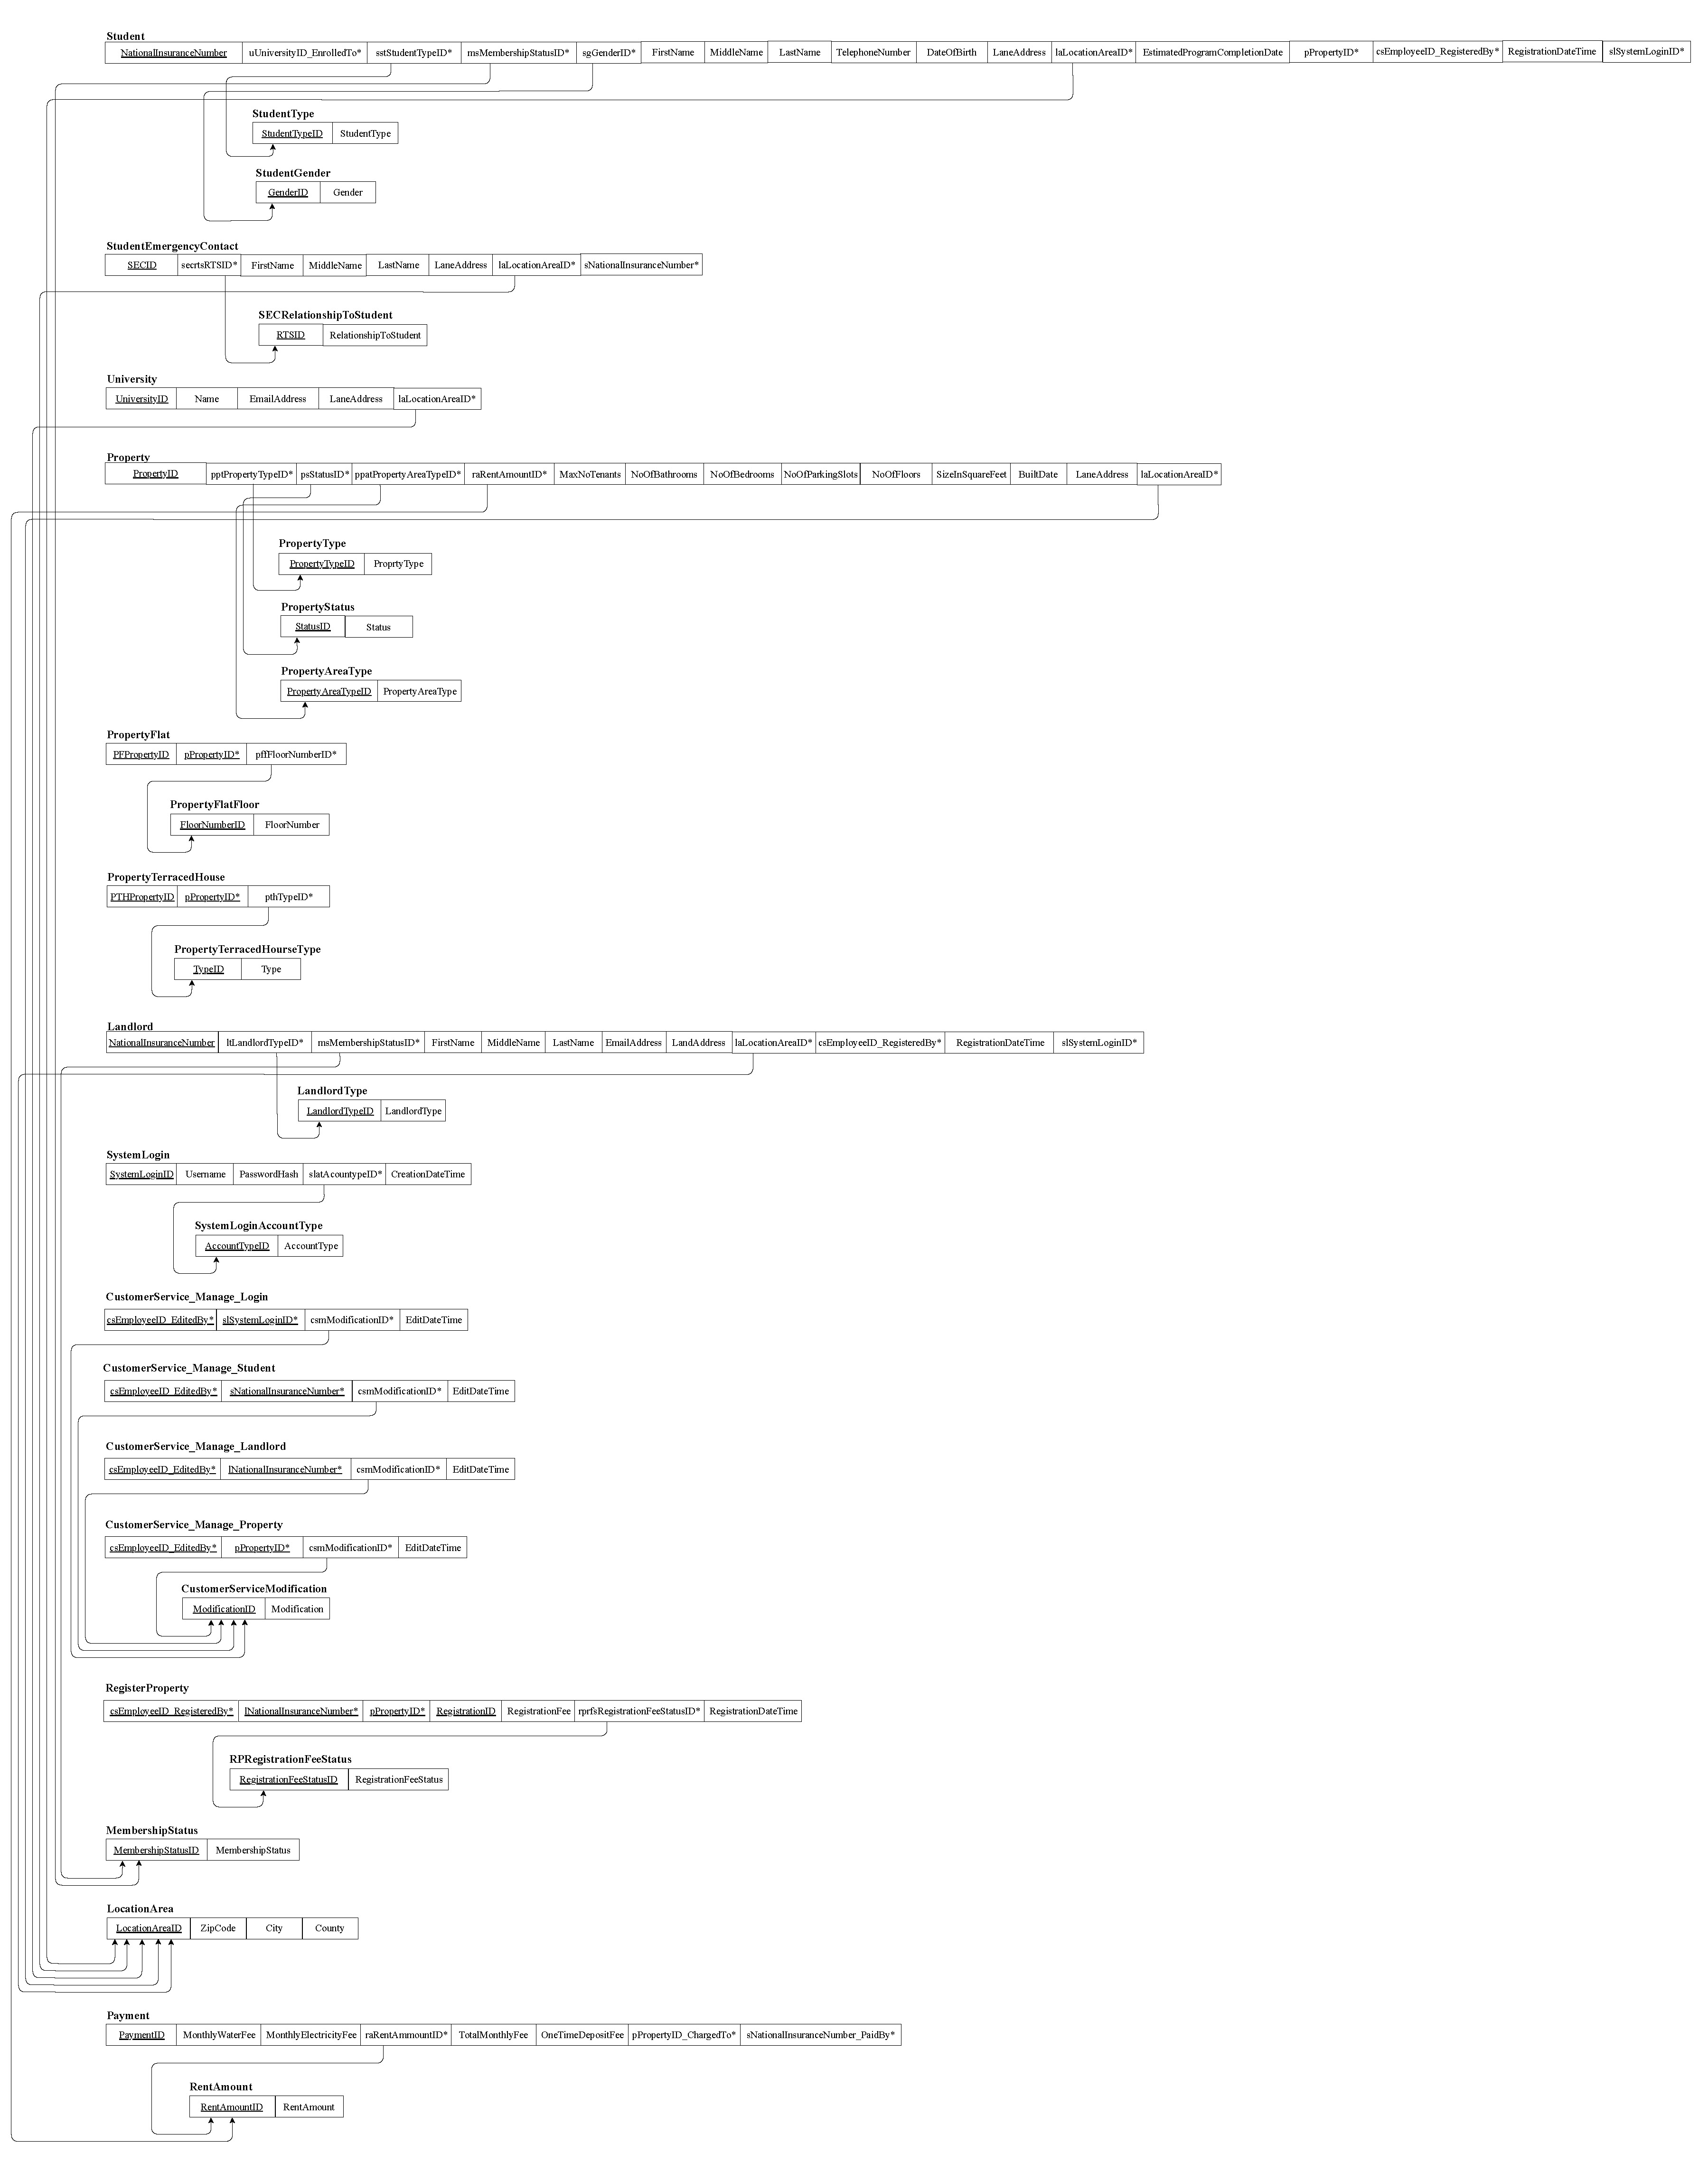 Student
NationalInsuranceNumber uUniversityID_EnrolledTo* sstStudentTypeID* msMembershipStatusID* sgGenderID* FirstName MiddleName LastName TelephoneNumber DateOfBirth LaneAddress laLocationAreaID* EstimatedProgramCompletionDate pPropertyID* csEmployeeID_RegisteredBy* RegistrationDateTime slSystemLoginID*
StudentType
StudentTypeID StudentType
StudentGender
GenderID Gender
StudentEmergencyContact
SECID secrtsRTSID* FirstName MiddleName LastName LaneAddress laLocationAreaID* sNationalInsuranceNumber*
SECRelationshipToStudent
RTSID RelationshipToStudent
University
UniversityID Name EmailAddress LaneAddress laLocationAreaID*
Property
PropertyID pptPropertyTypeID* psStatusID* ppatPropertyAreaTypeID* raRentAmountID* MaxNoTenants NoOfBathrooms NoOfBedrooms NoOfParkingSlots NoOfFloors SizeInSquareFeet BuiltDate LaneAddress laLocationAreaID*
PropertyType
PropertyTypeID ProprtyType
PropertyStatus
StatusID Status
PropertyAreaType
PropertyAreaTypeID PropertyAreaType
PropertyFlat
PFPropertyID pPropertyID* pffFloorNumberID*
PropertyFlatFloor
FloorNumberID FloorNumber
PropertyTerracedHouse
PTHPropertyID pPropertyID* pthTypeID*
PropertyTerracedHourseType
TypeID Type
Landlord
NationalInsuranceNumber ltLandlordTypeID* msMembershipStatusID* FirstName MiddleName LastName EmailAddress LandAddress laLocationAreaID* csEmployeeID_RegisteredBy* RegistrationDateTime slSystemLoginID*
LandlordType
LandlordTypeID LandlordType
SystemLogin
SystemLoginID Username PasswordHash slatAcountypeID* CreationDateTime
SystemLoginAccountType
AccountTypeID AccountType
CustomerService_Manage_Login
csEmployeeID_EditedBy* slSystemLoginID* csmModificationID* EditDateTime
CustomerService_Manage_Student
csEmployeeID_EditedBy* sNationalInsuranceNumber* csmModificationID* EditDateTime
CustomerService_Manage_Landlord
csEmployeeID_EditedBy* lNationalInsuranceNumber* csmModificationID* EditDateTime
CustomerService_Manage_Property
csEmployeeID_EditedBy* pPropertyID* csmModificationID* EditDateTime
CustomerServiceModification
ModificationID Modification
RegisterProperty
csEmployeeID_RegisteredBy* lNationalInsuranceNumber* pPropertyID* RegistrationID RegistrationFee rprfsRegistrationFeeStatusID* RegistrationDateTime
RPRegistrationFeeStatus
RegistrationFeeStatusID RegistrationFeeStatus
MembershipStatus
MembershipStatusID MembershipStatus
LocationArea
LocationAreaID ZipCode City County
Payment
PaymentID MonthlyWaterFee MonthlyElectricityFee raRentAmmountID* TotalMonthlyFee OneTimeDepositFee pPropertyID_ChargedTo* sNationalInsuranceNumber_PaidBy*
RentAmount
RentAmountID RentAmount